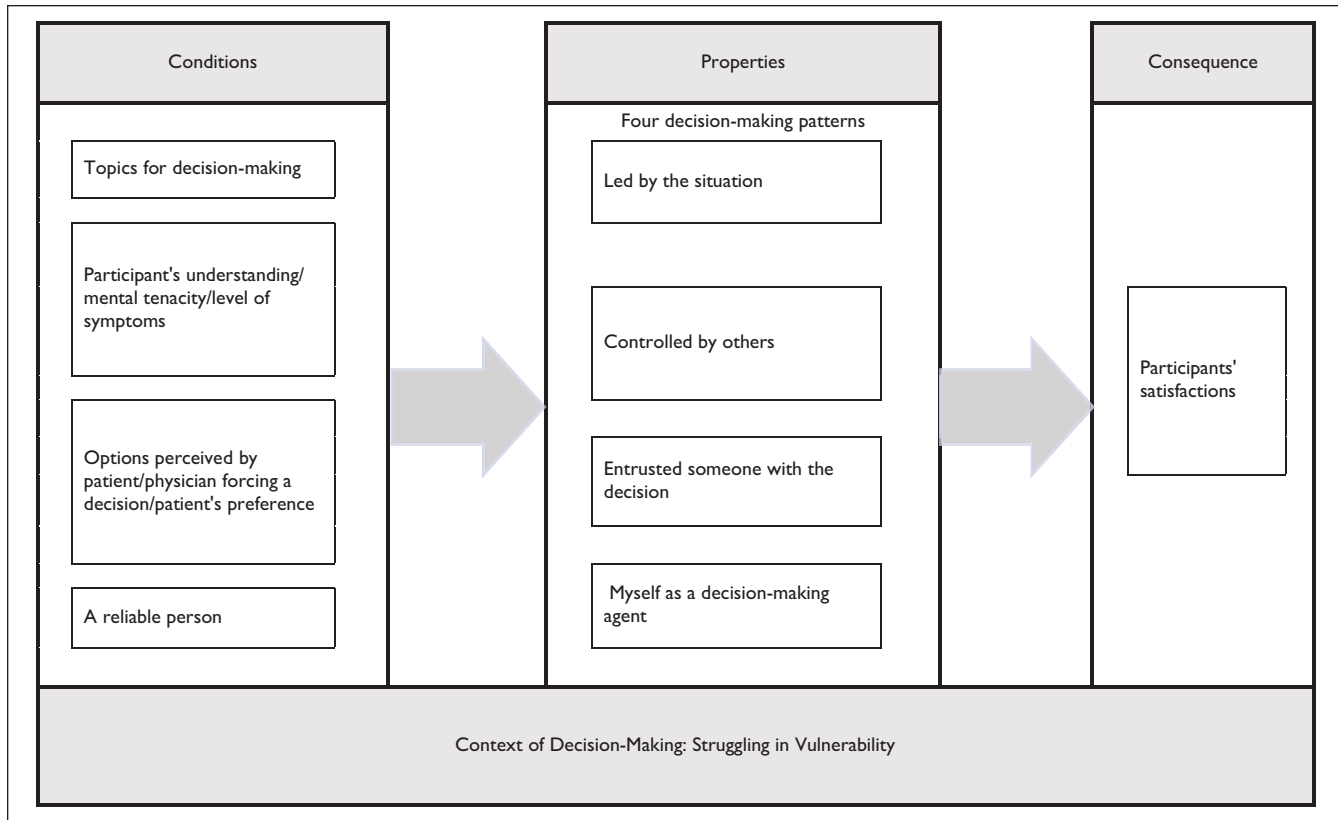 Conditions
Topics for decision-making
Participant's understanding/
mental tenacity/level of
symptoms
Options perceived by
patient/physician forcing a
decision/patient's preference
A reliable person
Properties
Four decision-making patterns
Led by the situation
Controlled by others
Entrusted someone with the
decision
Myself as a decision-making
agent
Consequence
Participants'
satisfactions
Context of Decision-Making: Struggling in Vulnerability